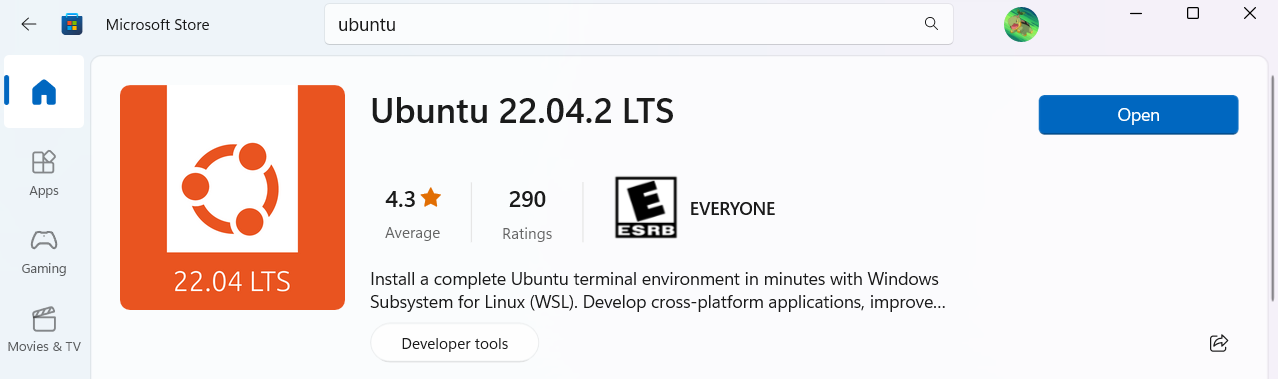 Microsoft Store
ubuntu
Ubuntu 22.04.2 LTS
Open
22.04 LTS
4.3
Average
290
Ratings
E
ESRB
EVERYONE
Install a complete Ubuntu terminal environment in minutes with Windows
Subsystem for Linux (WSL). Develop cross-platform applications, improve...
Developer tools
Apps
Gaming
Movies & TV